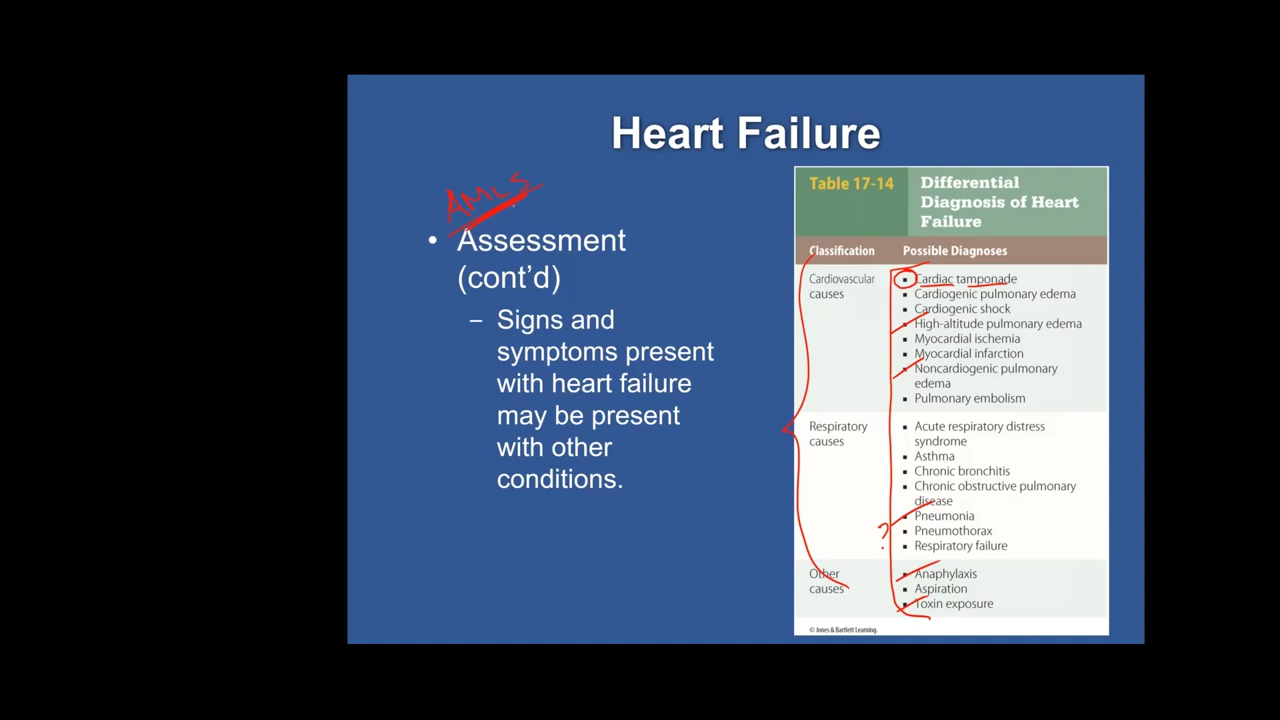 Heart Failure
AMLS
• Assessment
(cont'd)
– Signs and
symptoms present
with heart failure
may be present
with other
conditions.
Table 17-14
Differential
Diagnosis of Heart
Failure
Classification
Possible Diagnoses
Cardiovascular
causes
▪ Cardiac tamponade
▪ Cardiogenic pulmonary edema
▪ Cardiogenic shock
▪ High-altitude pulmonary edema
▪ Myocardial ischemia
▪ Myocardial infarction
▪ Noncardiogenic pulmonary
edema
▪ Pulmonary embolism
Respiratory
causes
▪ Acute respiratory distress
syndrome
▪ Asthma
▪ Chronic bronchitis
▪ Chronic obstructive pulmonary
disease
▪ Pneumonia
▪ Pneumothorax
▪ Respiratory failure
?
Other
causes
▪ Anaphylaxis
▪ Aspiration
▪ Toxin exposure
© Jones & Bartlett Learning.